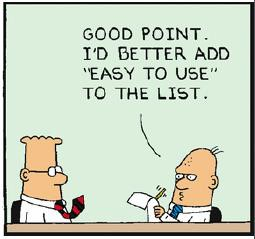 GOOD POINT.
I'D BETTER ADD
"EASY TO USE"
TO THE LIST.